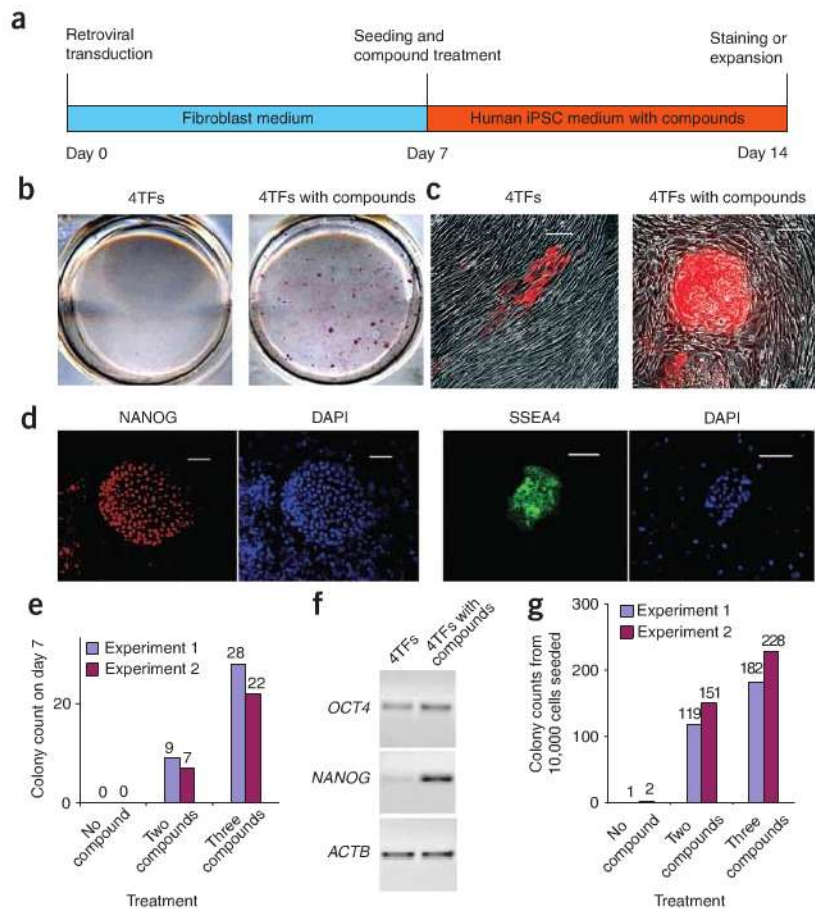 a
Retroviral
transduction
Seeding and
compound treatment
Staining or
expansion
Fibroblast medium
Human iPSC medium with compounds
Day 0
Day 7
Day 14
b
4TFs
4TFs with compounds
c
4TFs
4TFs with compounds
d
NANOG
DAPI
SSEA4
DAPI
e
Colony count on day 7
20
0
Experiment 1
Experiment 2
0
0
9
7
28
22
No
compound
Two
compounds
Three
compounds
Treatment
f
4TFs
4TFs with
compounds
OCT4
NANOG
ACTB
g
Colony counts from
10,000 cells seeded
300
200
100
0
Experiment 1
Experiment 2
1
2
119
151
182
228
No
compound
Two
compounds
Three
compounds
Treatment